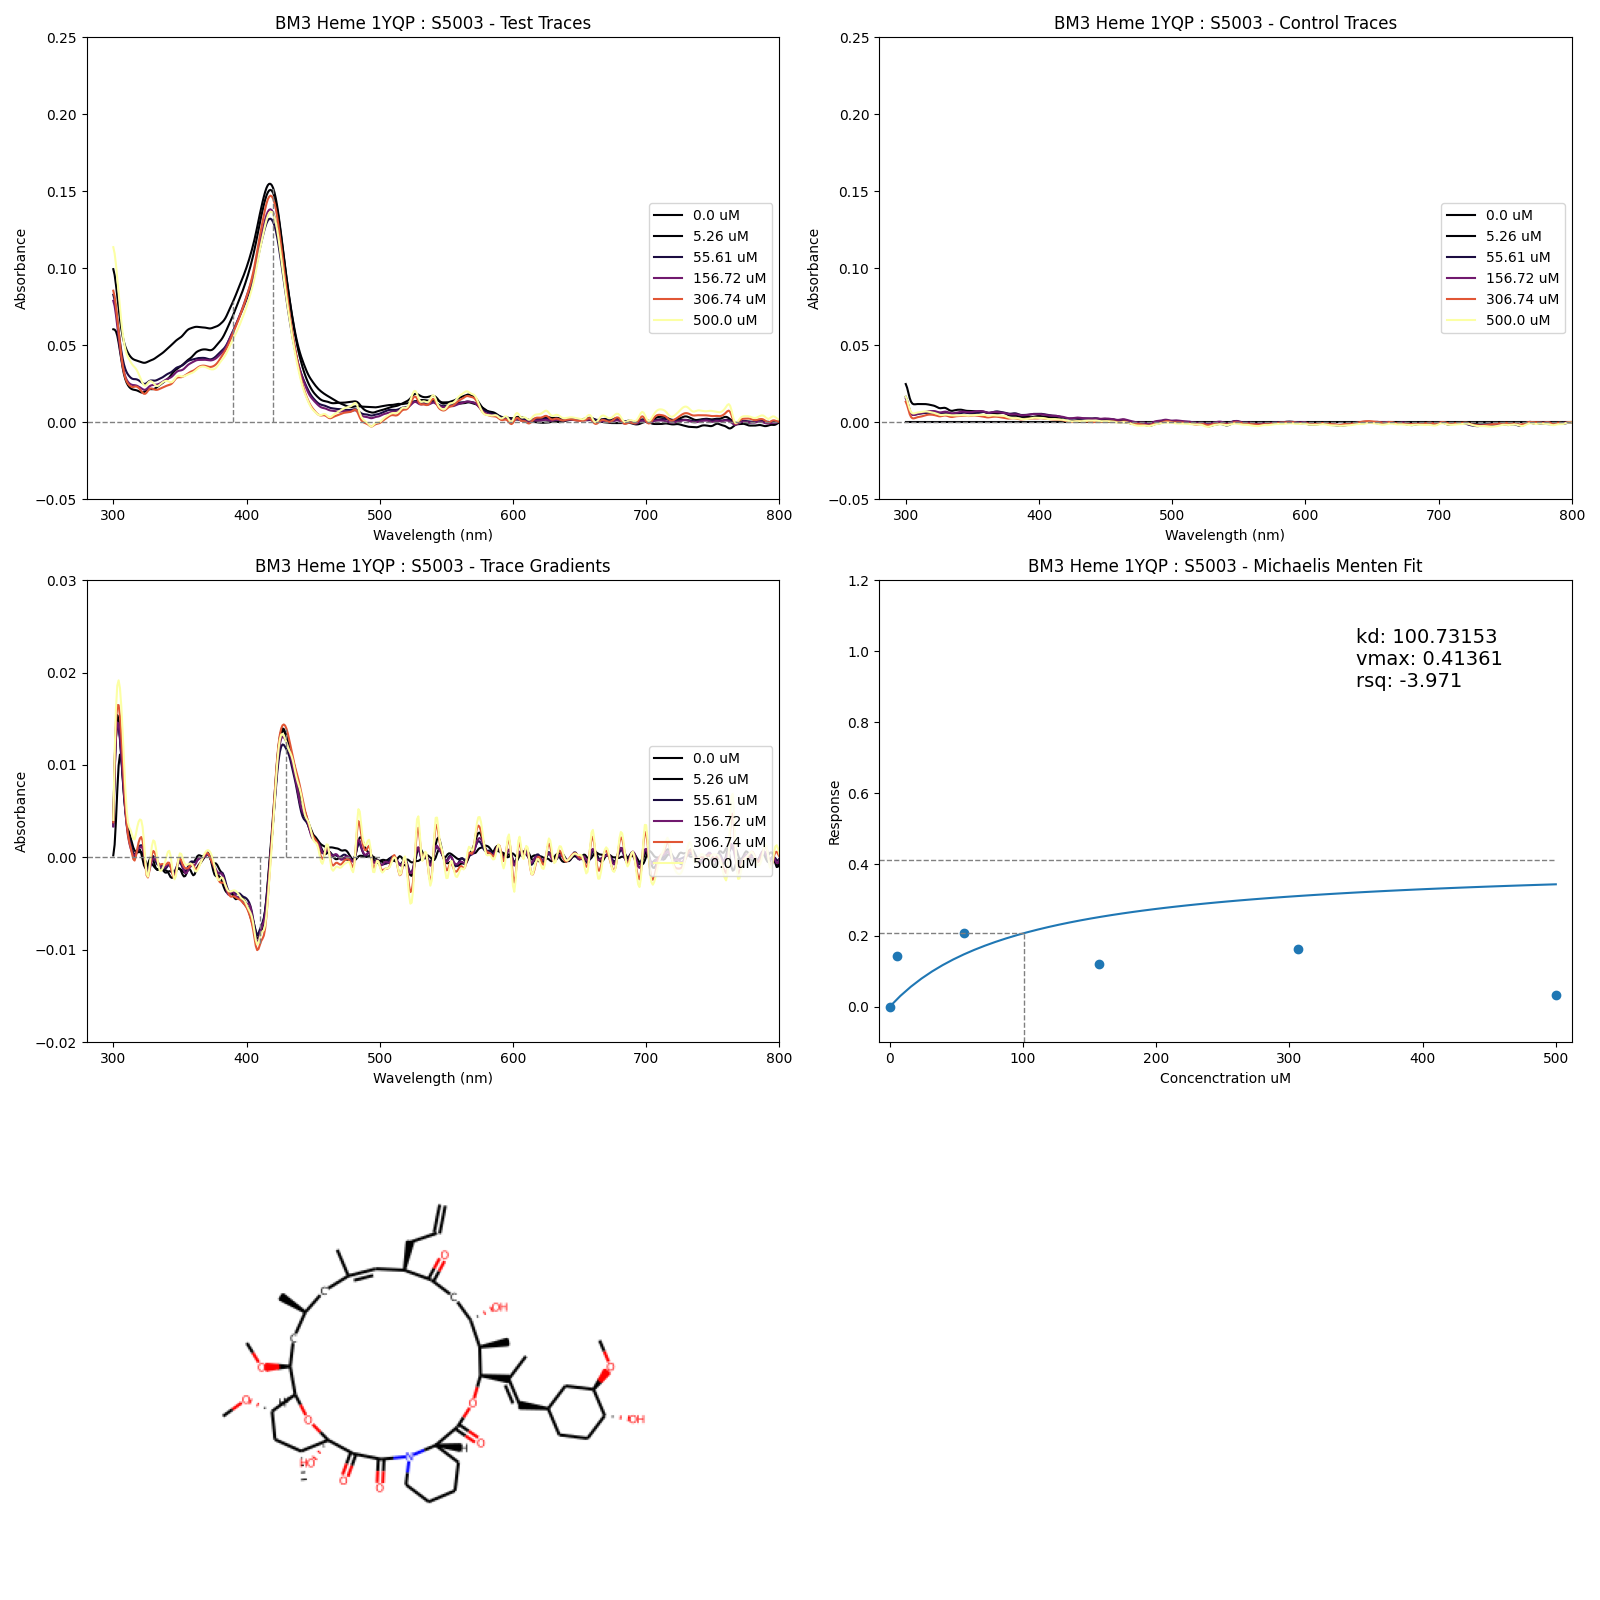 BM3 Heme 1YQP : S5003 - Test Traces
0.25
0.20
0.15
0.10
0.05
0.00
−0.05
Absorbance
300
400
500
600
700
800
Wavelength (nm)
0.0 uM
5.26 uM
55.61 uM
156.72 uM
306.74 uM
500.0 uM
BM3 Heme 1YQP : S5003 - Control Traces
0.25
0.20
0.15
0.10
0.05
0.00
−0.05
Absorbance
300
400
500
600
700
800
Wavelength (nm)
0.0 uM
5.26 uM
55.61 uM
156.72 uM
306.74 uM
500.0 uM
BM3 Heme 1YQP : S5003 - Trace Gradients
0.03
0.02
0.01
0.00
−0.01
−0.02
Absorbance
300
400
500
600
700
800
Wavelength (nm)
0.0 uM
5.26 uM
55.61 uM
156.72 uM
306.74 uM
500.0 uM
BM3 Heme 1YQP : S5003 - Michaelis Menten Fit
1.2
1.0
0.8
0.6
0.4
0.2
0.0
Response
kd: 100.73153
vmax: 0.41361
rsq: -3.971
0
100
200
300
400
500
Concenctration uM
O
C
C
OH
C
O
O
O
H
O
O
OH
O
H
N
HO
O
O